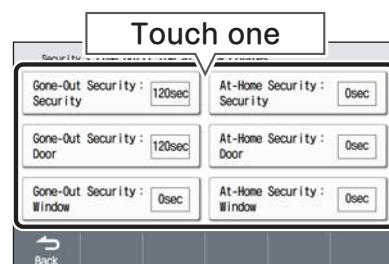 Touch one
Gone-Out Security : 120sec
Security
At-Home Security : 0sec
Security
Gone-Out Security : 120sec
Door
At-Home Security : 0sec
Door
Gone-Out Security : 0sec
Window
At-Home Security : 0sec
Window
Back